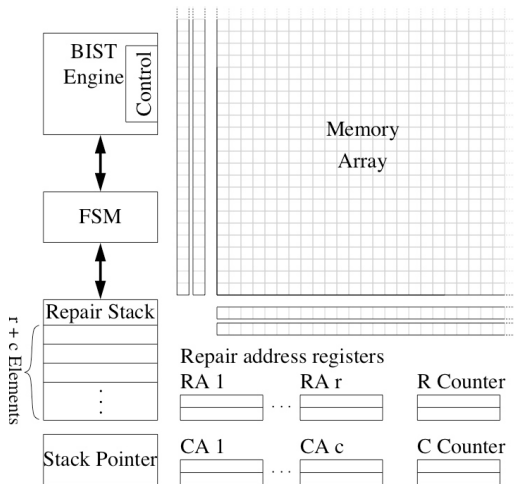 BIST
Engine
Control
Memory
Array
FSM
Repair Stack
r + c Elements
Repair address registers
RA 1 ... RA r R Counter
Stack Pointer
CA 1 ... CA c C Counter